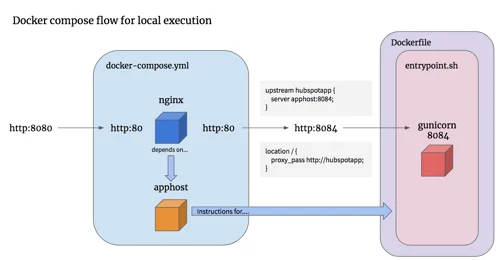 Docker compose flow for local execution
Dockerfile
docker-compose.yml
entrypoint.sh
nginx
upstream hubspotapp {
server apphost:8084;
}
http:8080
http:80
http:80
http:8084
gunicorn
8084
depends on...
location / {
proxy_pass http://hubspotapp;
}
apphost
Instructions for....